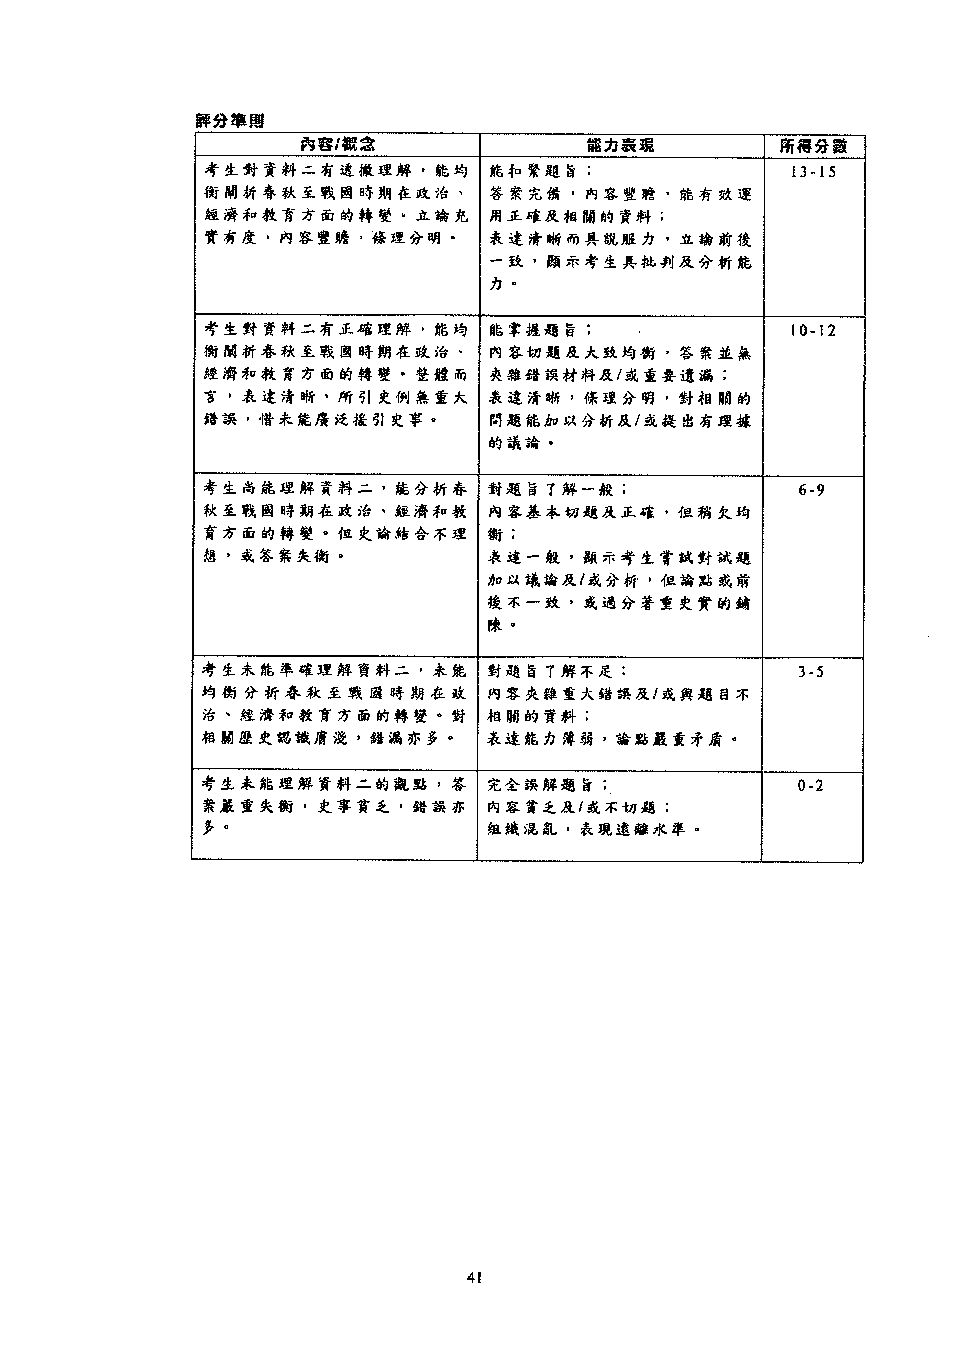 評分準則
內容/概念
能力表現
所得分數
考生對資料二有透徹理解，能均
衡闡析春秋至戰國時期在政治、
經濟和教育方面的轉變。立論充
實有度，內容豐贍，條理分明。
能扣緊題旨；
答案完備，內容豐贍，能有效運
用正確及相關的資料；
表達清晰而具說服力，立論前後
一致，顯示考生具批判及分析能
力。
13-15
考生對資料二有正確理解，能均
衡闡析春秋至戰國時期在政治、
經濟和教育方面的轉變。整體而
言，表達清晰、所引史例無重大
錯誤，惜未能廣泛援引史事。
能掌握題旨；
內容切題及大致均衡，答案並無
夾雜錯誤材料及/或重要遺漏；
表達清晰，條理分明，對相關的
問題能加以分析及/或提出有理據
的議論。
10-12
考生尚能理解資料二，能分析春
秋至戰國時期在政治、經濟和教
育方面的轉變。但史論結合不理
想，或答案失衡。
對題旨了解一般；
內容基本切題及正確，但稍欠均
衡；
表達一般，顯示考生嘗試對試題
加以議論及/或分析，但論點或前
後不一致，或過分著重史實的鋪
陳。
6-9
考生未能準確理解資料二，未能
均衡分析春秋至戰國時期在政
治、經濟和教育方面的轉變。對
相關歷史認識膚淺，錯漏亦多。
對題旨了解不足；
內容夾雜重大錯誤及/或與題目不
相關的資料；
表達能力薄弱，論點嚴重矛盾。
3-5
考生未能理解資料二的觀點，答
案嚴重失衡，史事貧乏，錯誤亦
多。
完全誤解題旨；
內容貧乏及/或不切題；
組織混亂，表現遠離水準。
0-2
41